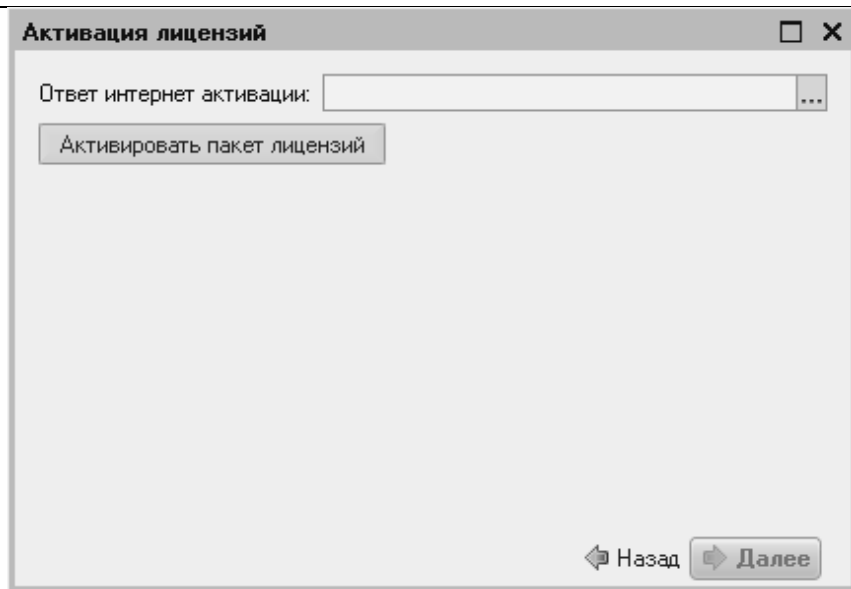 Активация лицензий
Ответ интернет активации:
...
Активировать пакет лицензий
Назад
Далее